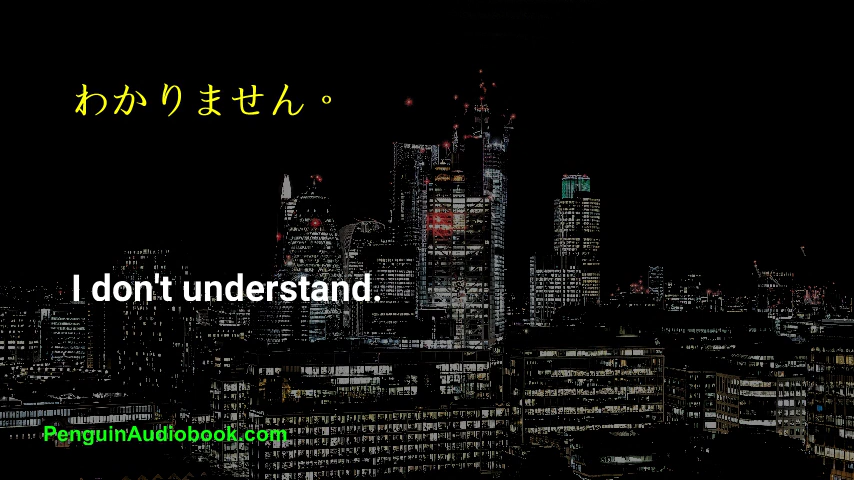 わかりません。
I don't understand.
PenguinAudiobook.com